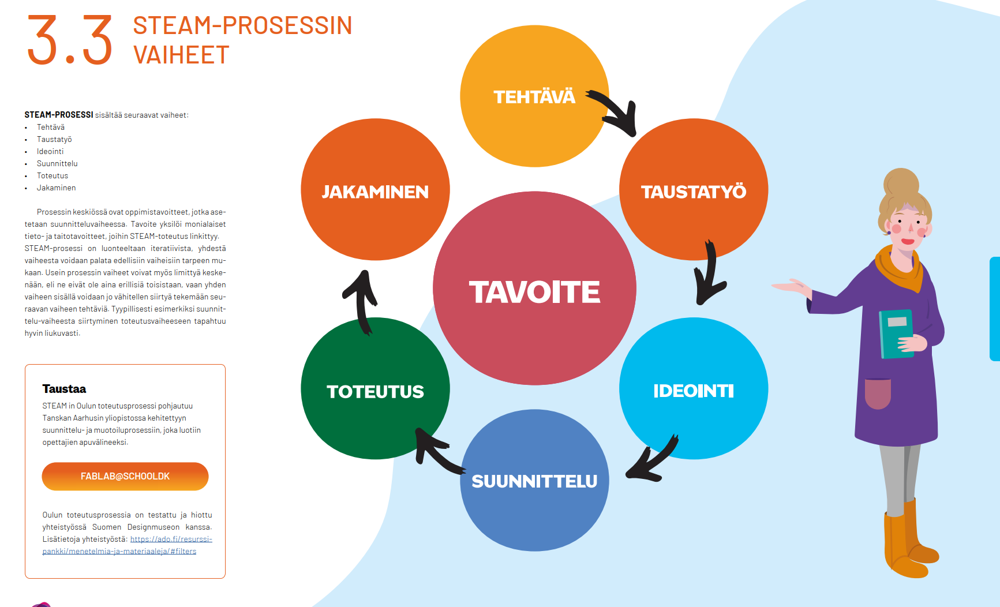 3.3 STEAM-PROSESSIN
VAIHEET
STEAM-PROSESSI sisältää seuraavat vaiheet:
• Tehtävä
• Taustatyö
• Ideointi
• Suunnittelu
• Toteutus
• Jakaminen
Prosessin keskiössä ovat oppimistavoitteet, jotka ase-
tetaan suunnitteluvaiheessa. Tavoite yksilöi monialaiset
tieto- ja taitotavoitteet, joihin STEAM-toteutus linkittyy.
STEAM-prosessi on luonteeltaan iteratiivista, yhdestä
vaiheesta voidaan palata edellisiin vaiheisiin tarpeen mu-
kaan. Usein prosessin vaiheet voivat myös limittyä keske-
nään, eli ne eivät ole aina erillisiä toisistaan, vaan yhden
vaiheen sisällä voidaan jo vähitellen siirtyä tekemään seu-
raavan vaiheen tehtäviä. Tyypillisesti esimerkiksi suunnit-
telu-vaiheesta siirtyminen toteutusvaiheeseen tapahtuu
hyvin liukuvasti.
Taustaa
STEAM in Oulun toteutusprosessi pohjautuu
Tanskan Aarhusin yliopistossa kehitettyyn
suunnittelu- ja muotoiluprosessiin, joka luotiin
opettajien apuvälineeksi.
FABLAB@SCHOOLDK
Oulun toteutusprosessia on testattu ja hiottu
yhteistyössä Suomen Designmuseon kanssa.
Lisätietoja yhteistyöstä: https://ado.fi/resurssi-
pankki/menetelmia-ja-materiaaleja/#filters
TEHTÄVÄ
TAUSTATYÖ
IDEOINTI
SUUNNITTELU
TOTEUTUS
JAKAMINEN
TAVOITE